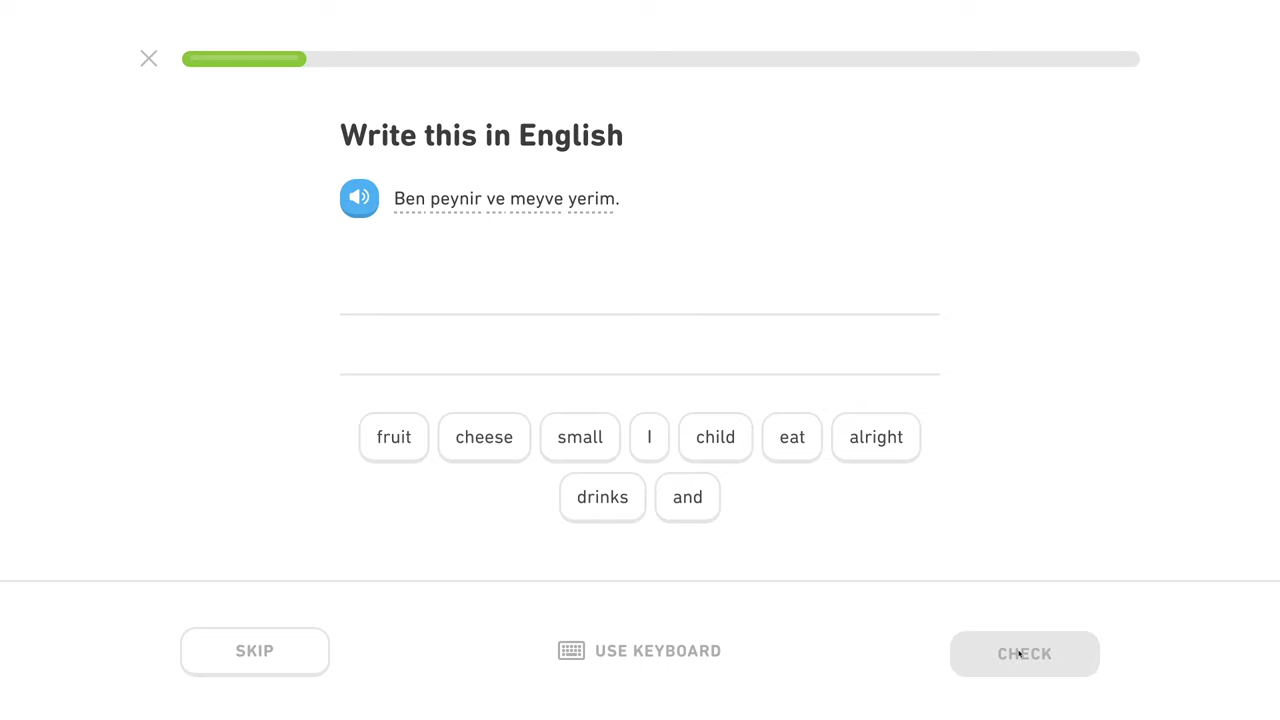 Write this in English
Ben peynir ve meyve yerim.
fruit cheese small I child eat alright
drinks and
SKIP USE KEYBOARD CHECK